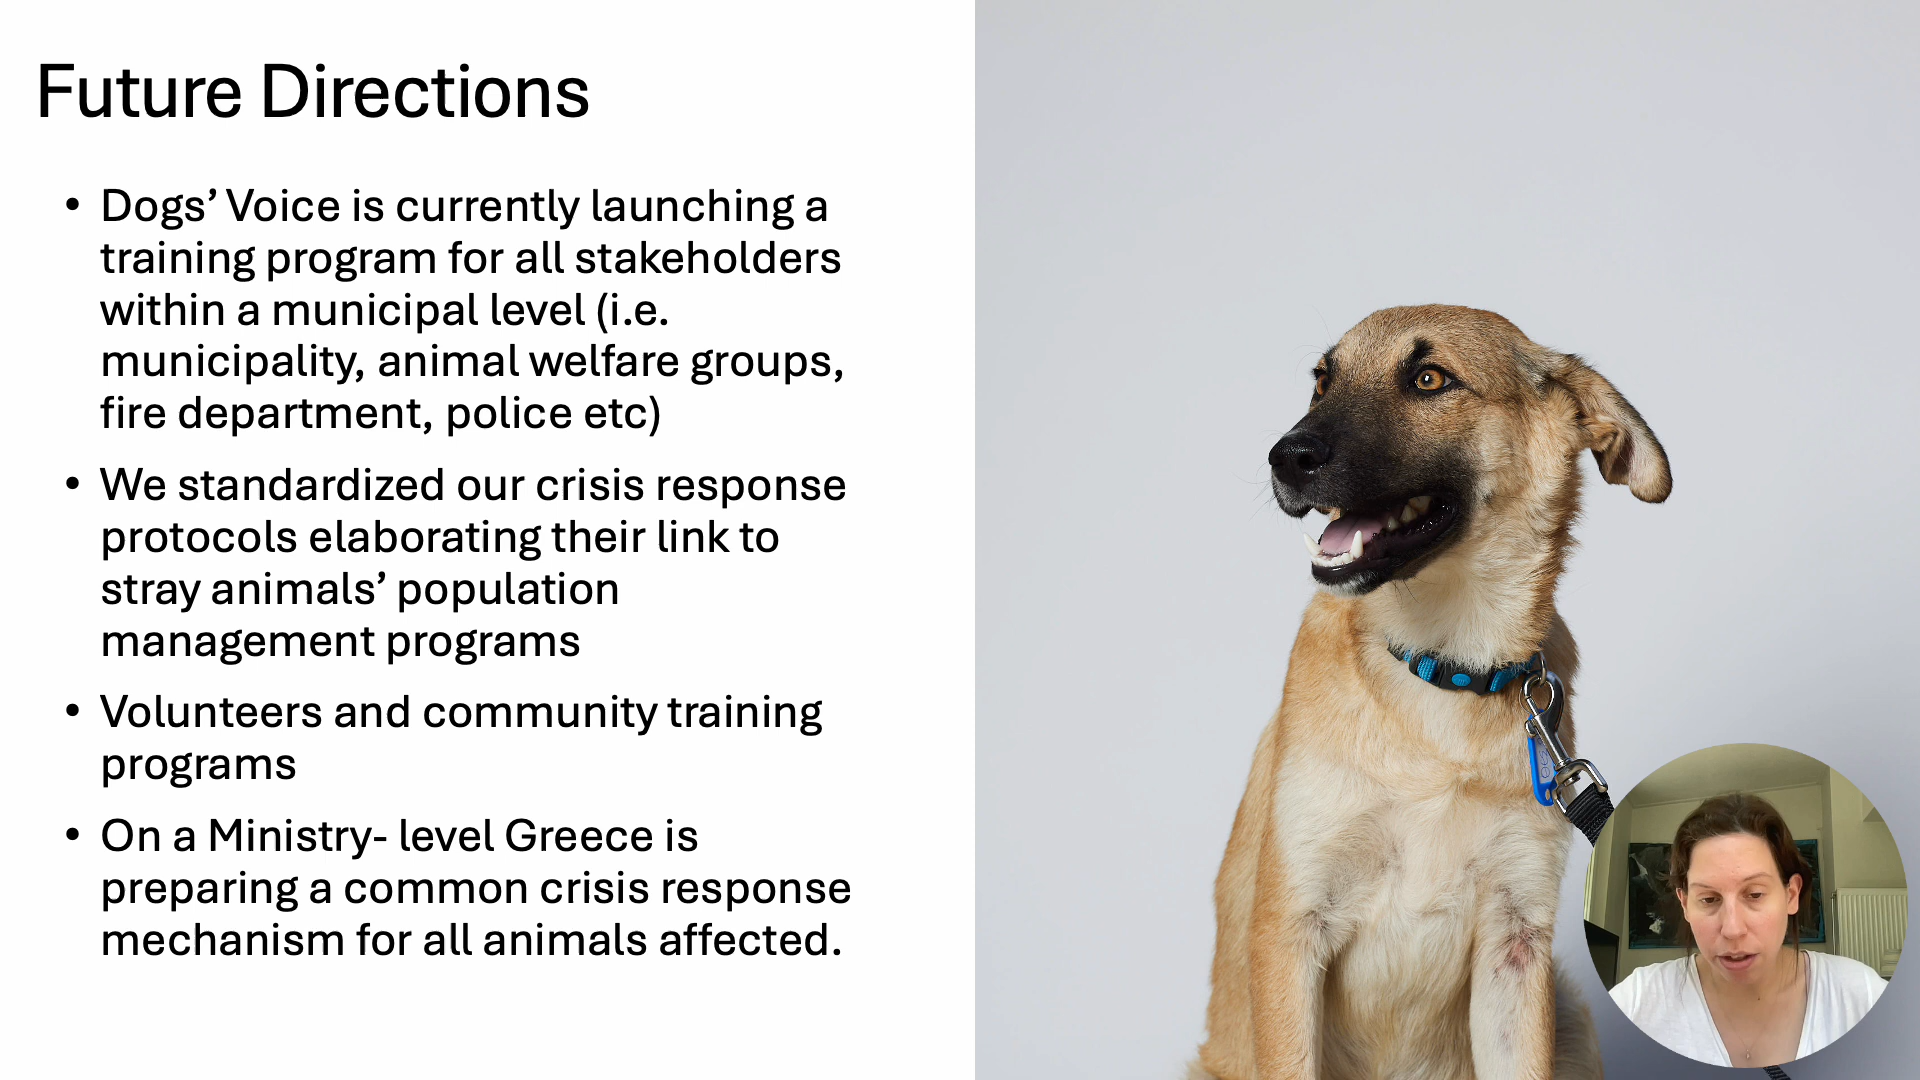 Future Directions
• Dogs’ Voice is currently launching a
training program for all stakeholders
within a municipal level (i.e.
municipality, animal welfare groups,
fire department, police etc)
• We standardized our crisis response
protocols elaborating their link to
stray animals’ population
management programs
• Volunteers and community training
programs
• On a Ministry- level Greece is
preparing a common crisis response
mechanism for all animals affected.